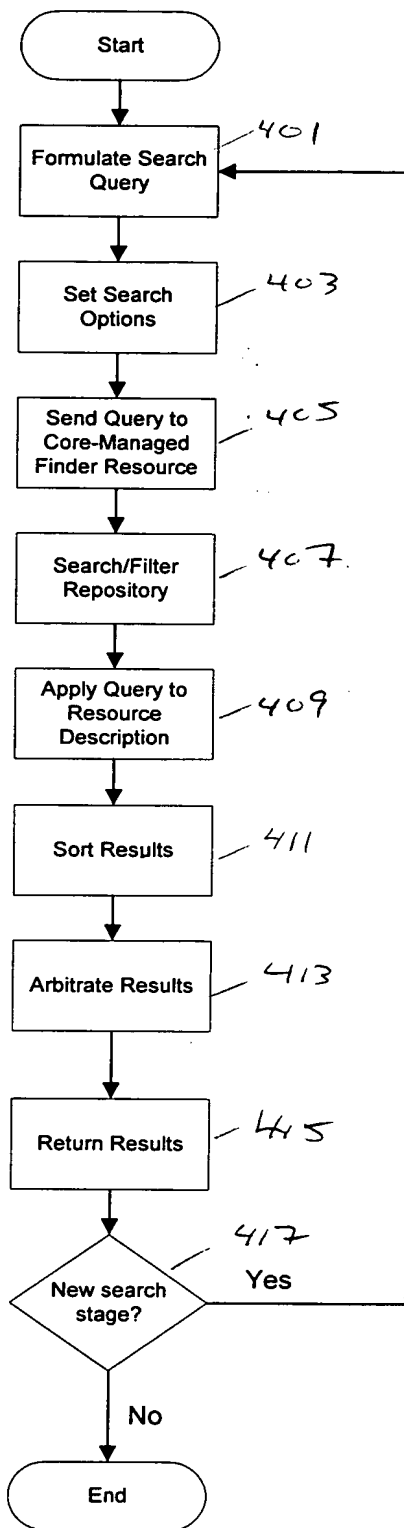 Start
401
Formulate Search
Query
403
Set Search
Options
405
Send Query to
Core-Managed
Finder Resource
407
Search/Filter
Repository
409
Apply Query to
Resource
Description
411
Sort Results
413
Arbitrate Results
415
Return Results
417
New search
stage?
Yes
No
End